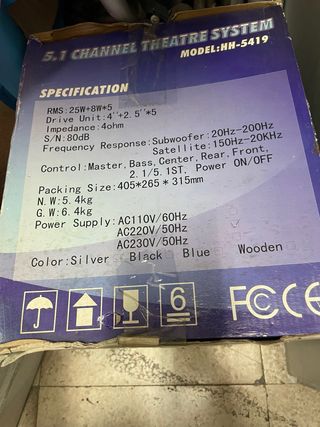 5.1 CHANNEL THEATRE SYSTEM
MODEL:HH-5419
SPECIFICATION
RMS:25W+8W*5
Drive Unit:4''+2.5''*5
Impedance:4ohm
S/N:80dB
Frequency Response:Subwoofer:20Hz-200Hz
Satellite:150Hz-20KHz
Control:Master, Bass, Center, Rear, Front,
2.1/5.1ST. Power ON/OFF
Packing Size:405*265*315mm
N.W:5.4kg
G.W:6.4kg
Power Supply:AC110V/60Hz
AC220V/50Hz
AC230V/50Hz
Color:Silver Black Blue Wooden
6
FC CE